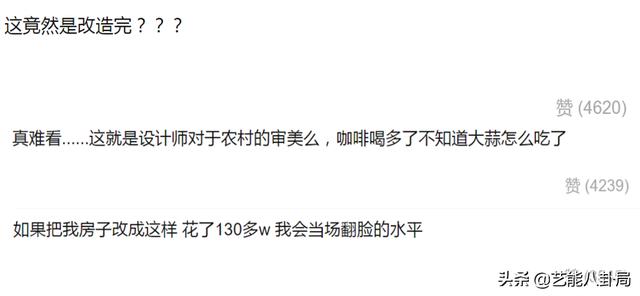 这竟然是改造完？？？
赞 (4620)
真难看......这就是设计师对于农村的审美么，咖啡喝多了不知道大蒜怎么吃了
赞 (4239)
如果把我房子改成这样 花了130多w 我会当场翻脸的水平
头条 @艺能八卦局